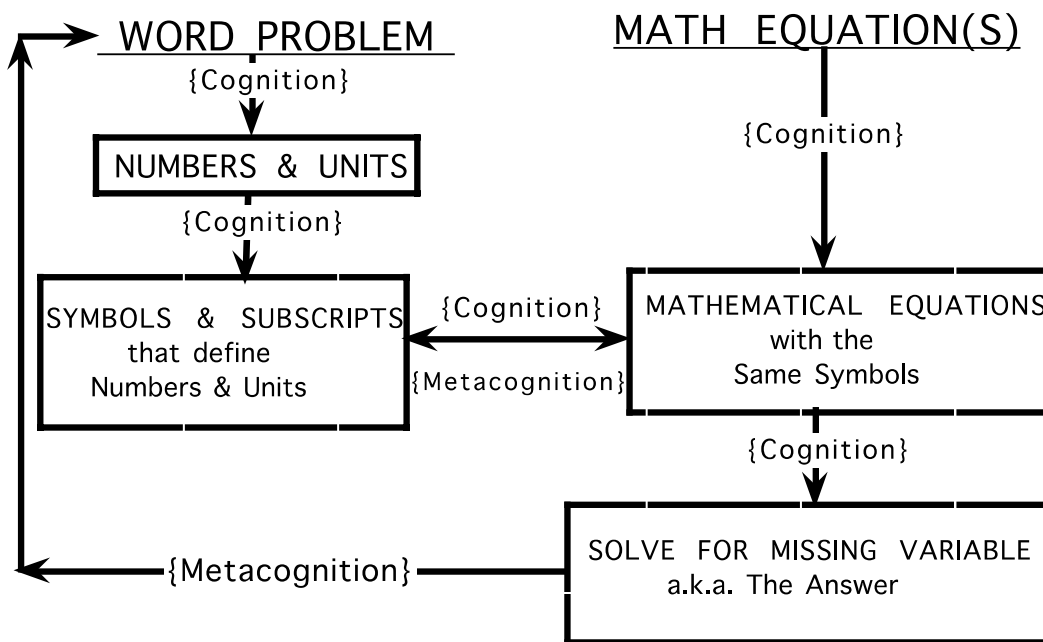 WORD PROBLEM
{Cognition}
NUMBERS & UNITS
{Cognition}
SYMBOLS & SUBSCRIPTS
that define
Numbers & Units
{Cognition}
{Metacognition}
MATH EQUATION(S)
{Cognition}
MATHEMATICAL EQUATIONS
with the
Same Symbols
{Cognition}
SOLVE FOR MISSING VARIABLE
a.k.a. The Answer
{Metacognition}